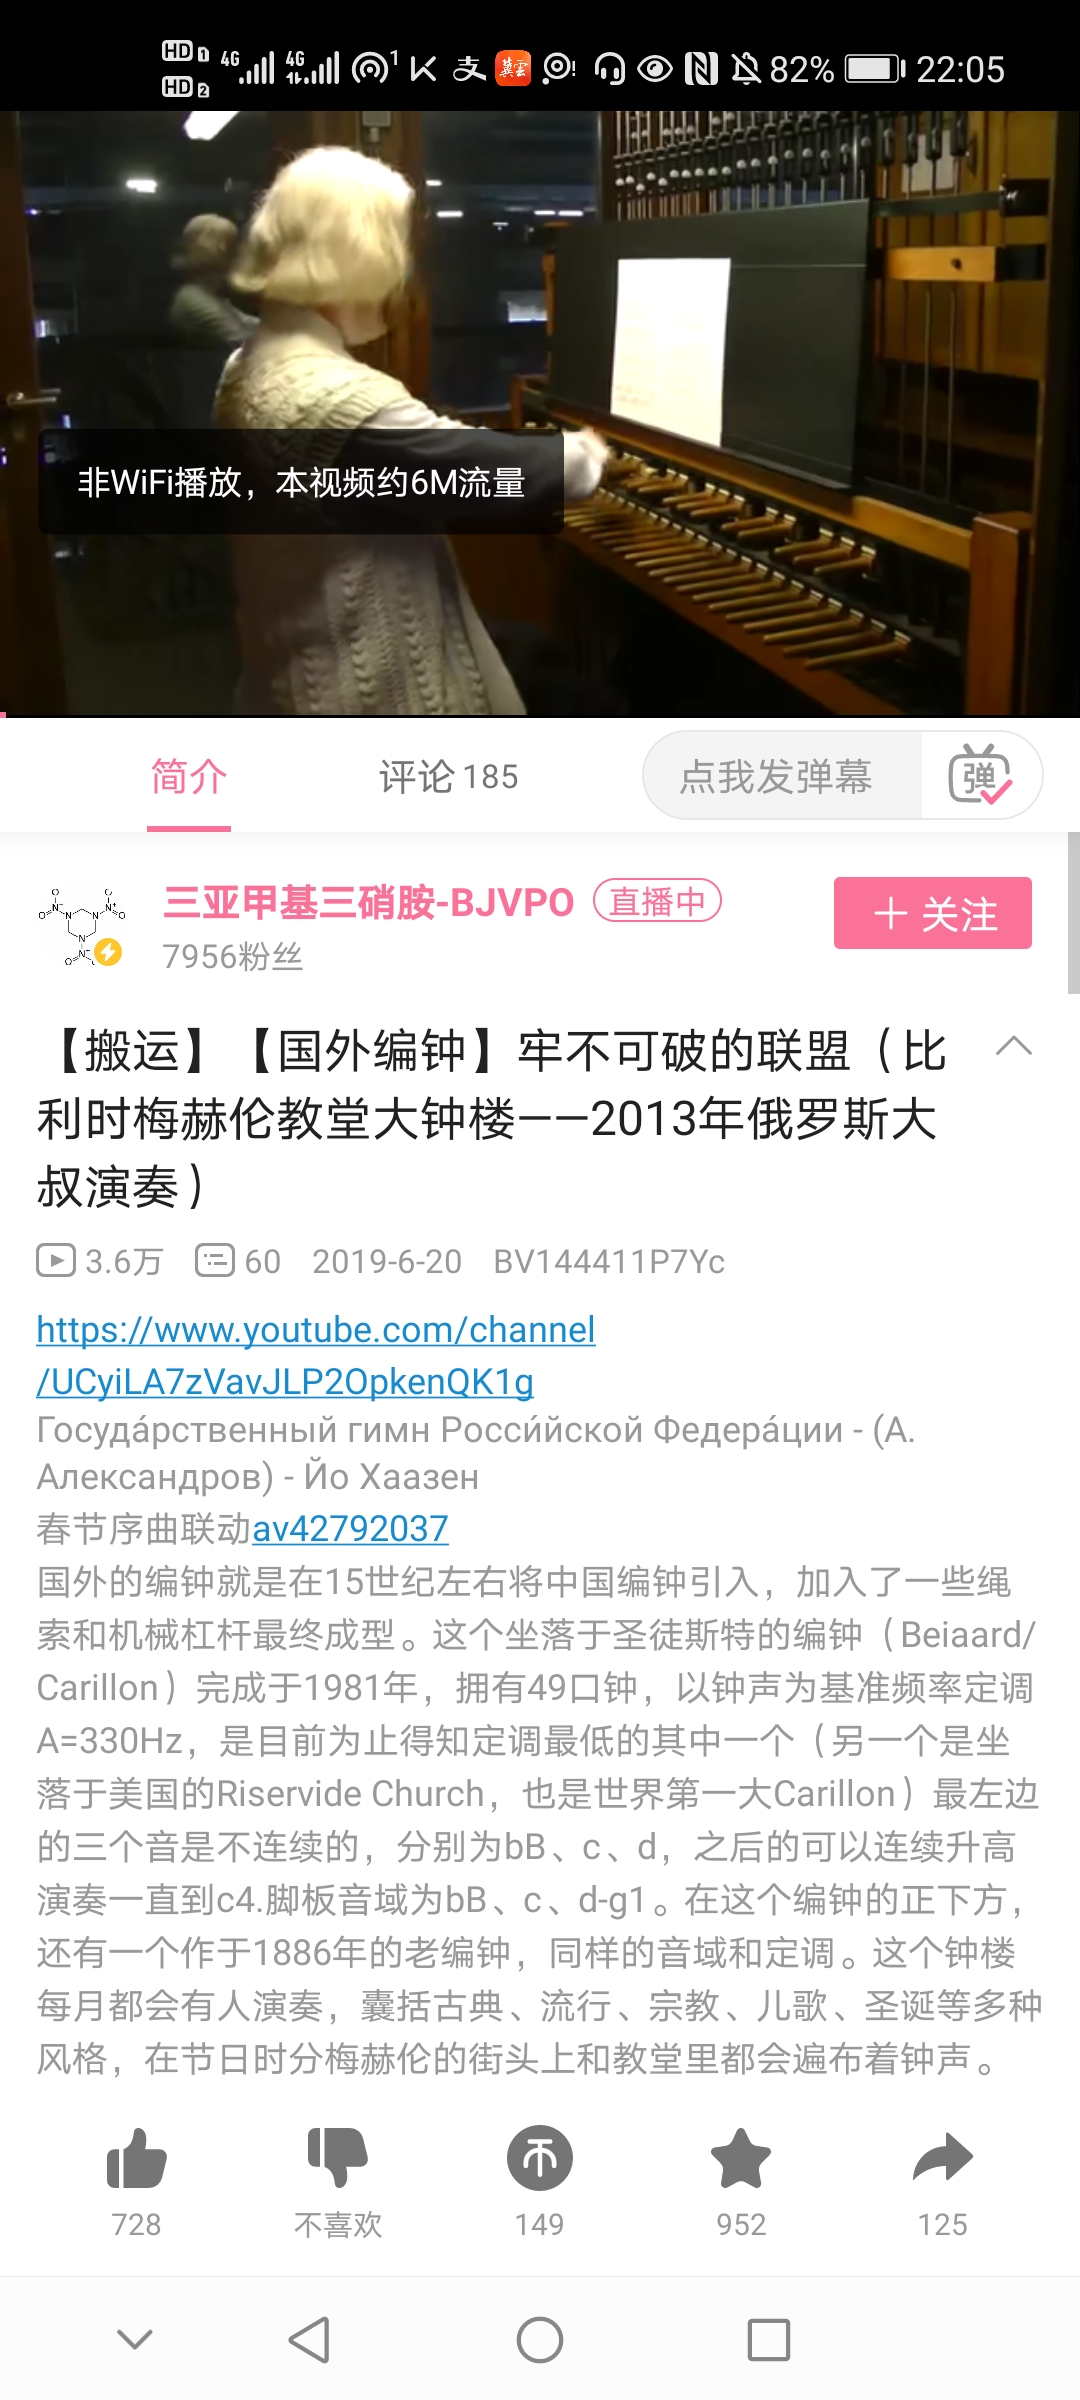 HD 1 4G 4G 1 支 冀雲 82% 22:05
HD 2
非WiFi播放，本视频约6M流量
简介 评论 185 点我发弹幕 弹
三亚甲基三硝胺-BJVPO 直播中 + 关注
7956粉丝
【搬运】【国外编钟】牢不可破的联盟（比
利时梅赫伦教堂大钟楼——2013年俄罗斯大
叔演奏）
3.6万 60 2019-6-20 BV144411P7Yc
https://www.youtube.com/channel
/UCyiLA7zVavJLP2OpkenQK1g
Госуда́рственный гимн Росси́йской Федера́ции - (А.
Александров) - Йо Хаазен
春节序曲联动av42792037
国外的编钟就是在15世纪左右将中国编钟引入，加入了一些绳
索和机械杠杆最终成型。这个坐落于圣徒斯特的编钟（Beiaard/
Carillon）完成于1981年，拥有49口钟，以钟声为基准频率定调
A=330Hz，是目前为止得知定调最低的其中一个（另一个是坐
落于美国的Riservide Church，也是世界第一大Carillon）最左边
的三个音是不连续的，分别为bB、c、d，之后的可以连续升高
演奏一直到c4.脚板音域为bB、c、d-g1。在这个编钟的正下方，
还有一个作于1886年的老编钟，同样的音域和定调。这个钟楼
每月都会有人演奏，囊括古典、流行、宗教、儿歌、圣诞等多种
风格，在节日时分梅赫伦的街头上和教堂里都会遍布着钟声。
728 不喜欢 149 952 125